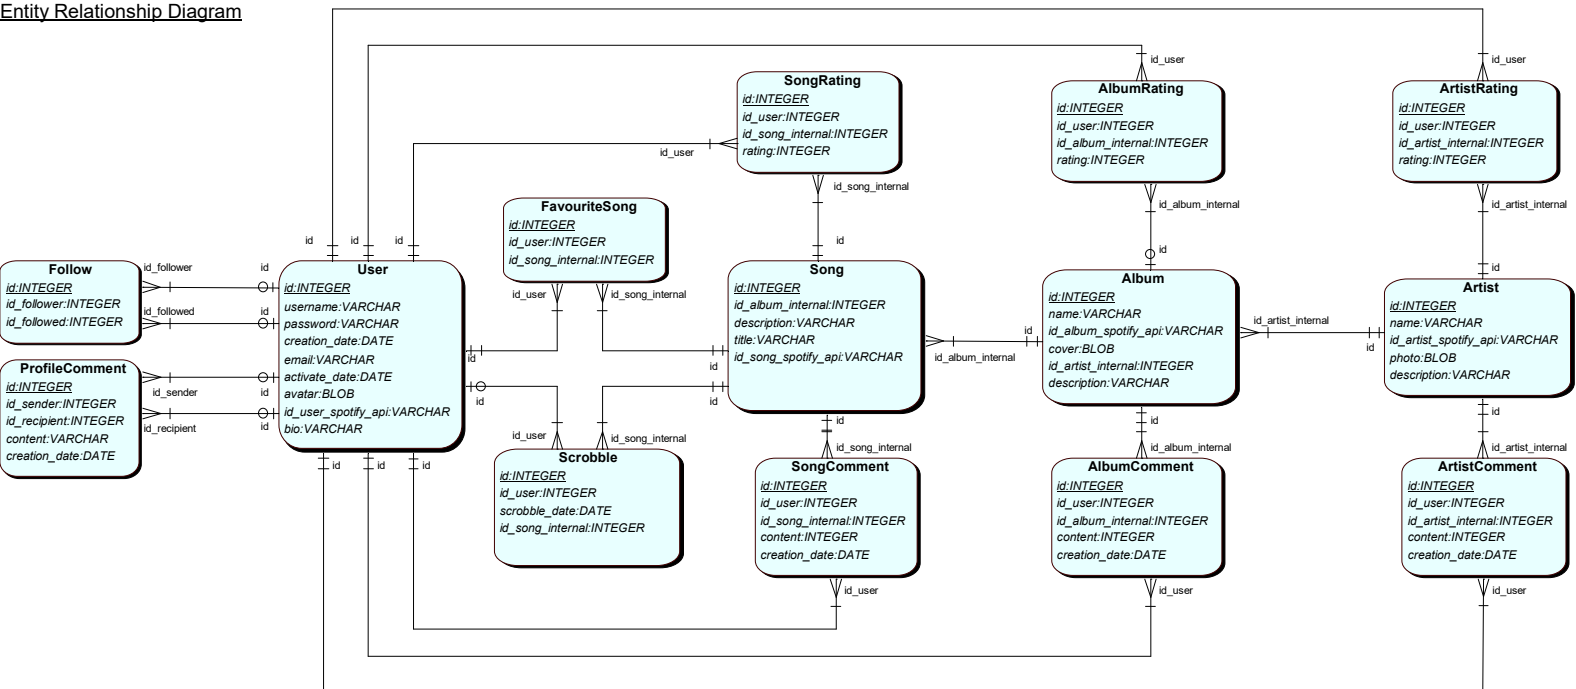 Entity Relationship Diagram
id_user
id_user
SongRating
id:INTEGER
id_user:INTEGER
id_song_internal:INTEGER
rating:INTEGER
AlbumRating
id:INTEGER
id_user:INTEGER
id_album_internal:INTEGER
rating:INTEGER
ArtistRating
id:INTEGER
id_user:INTEGER
id_artist_internal:INTEGER
rating:INTEGER
id_user
id_song_internal
id_album_internal
id_artist_internal
FavouriteSong
id:INTEGER
id_user:INTEGER
id_song_internal:INTEGER
id
id
id
id
id
id
id_follower
id
id_followed
id
Follow
id:INTEGER
id_follower:INTEGER
id_followed:INTEGER
User
id:INTEGER
username:VARCHAR
password:VARCHAR
creation_date:DATE
email:VARCHAR
activate_date:DATE
avatar:BLOB
id_user_spotify_api:VARCHAR
bio:VARCHAR
id_user
id_song_internal
Song
id:INTEGER
id_album_internal:INTEGER
description:VARCHAR
title:VARCHAR
id_song_spotify_api:VARCHAR
Album
id:INTEGER
name:VARCHAR
id_album_spotify_api:VARCHAR
cover:BLOB
id_artist_internal:INTEGER
description:VARCHAR
Artist
id:INTEGER
name:VARCHAR
id_artist_spotify_api:VARCHAR
photo:BLOB
description:VARCHAR
id_artist_internal
id
id
id_album_internal
id
id
ProfileComment
id:INTEGER
id_sender:INTEGER
id_recipient:INTEGER
content:VARCHAR
creation_date:DATE
id_sender
id
id_recipient
id
id
id
id
id
id
id_user
id_song_internal
id_song_internal
id_album_internal
id_artist_internal
id
id
id
Scrobble
id:INTEGER
id_user:INTEGER
scrobble_date:DATE
id_song_internal:INTEGER
SongComment
id:INTEGER
id_user:INTEGER
id_song_internal:INTEGER
content:INTEGER
creation_date:DATE
AlbumComment
id:INTEGER
id_user:INTEGER
id_album_internal:INTEGER
content:INTEGER
creation_date:DATE
ArtistComment
id:INTEGER
id_user:INTEGER
id_artist_internal:INTEGER
content:INTEGER
creation_date:DATE
id_user
id_user
id_user